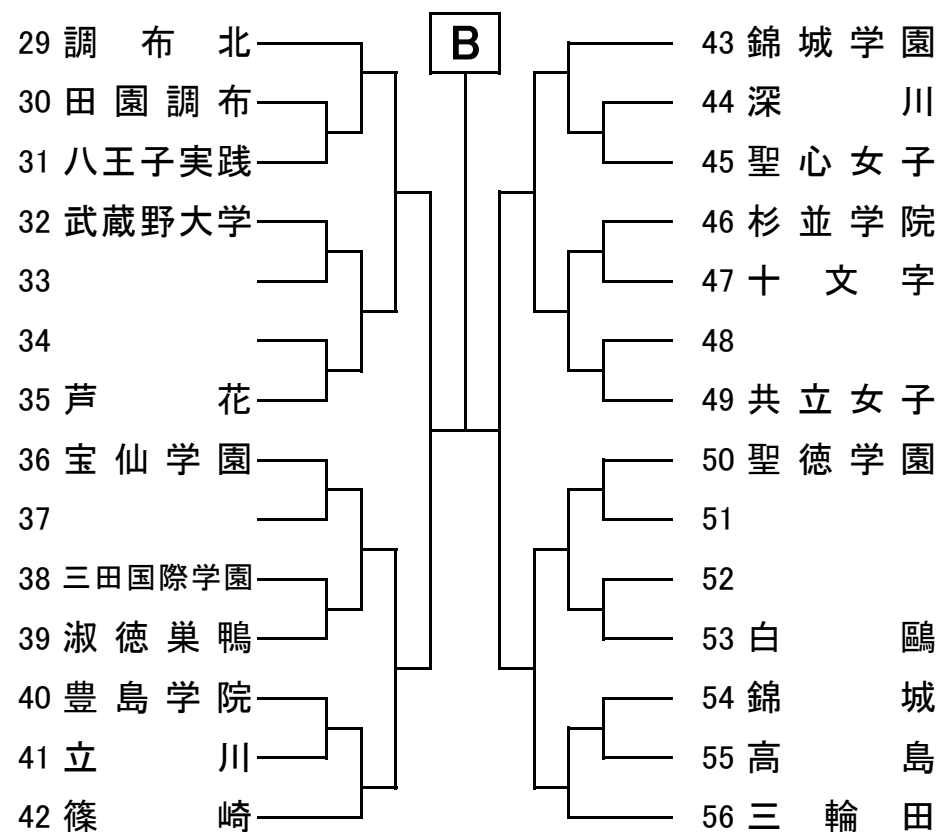 B
29 調布北
30 田園調布
31 八王子実践
32 武蔵野大学
33
34
35 芦花
36 宝仙学園
37
38 三田国際学園
39 淑徳巣鴨
40 豊島学院
41 立川
42 篠崎
43 錦城学園
44 深川
45 聖心女子
46 杉並学院
47 十文字
48
49 共立女子
50 聖徳学園
51
52
53 白鷗
54 錦城
55 高島
56 三輪田